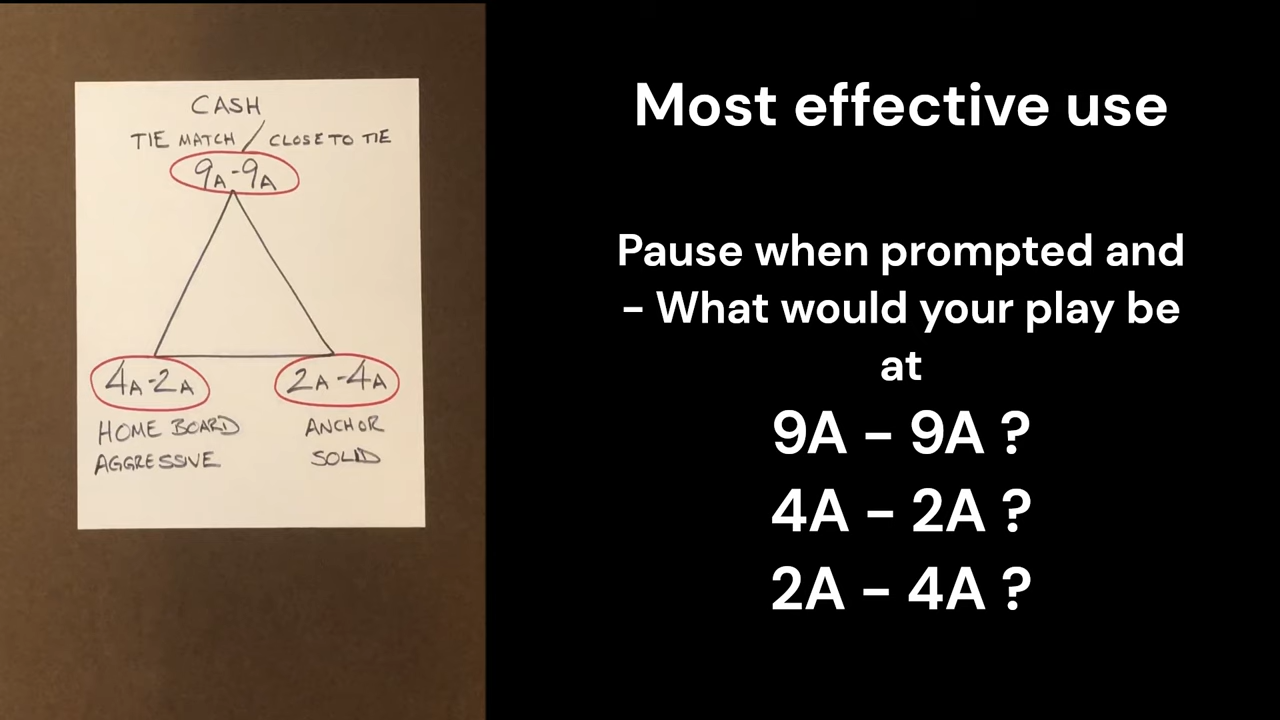 CASH
TIE MATCH / CLOSE TO TIE
9A-9A
4A-2A
2A-4A
HOME BOARD
AGGRESSIVE
ANCHOR
SOLID
Most effective use
Pause when prompted and
- What would your play be
at
9A - 9A ?
4A - 2A ?
2A - 4A ?